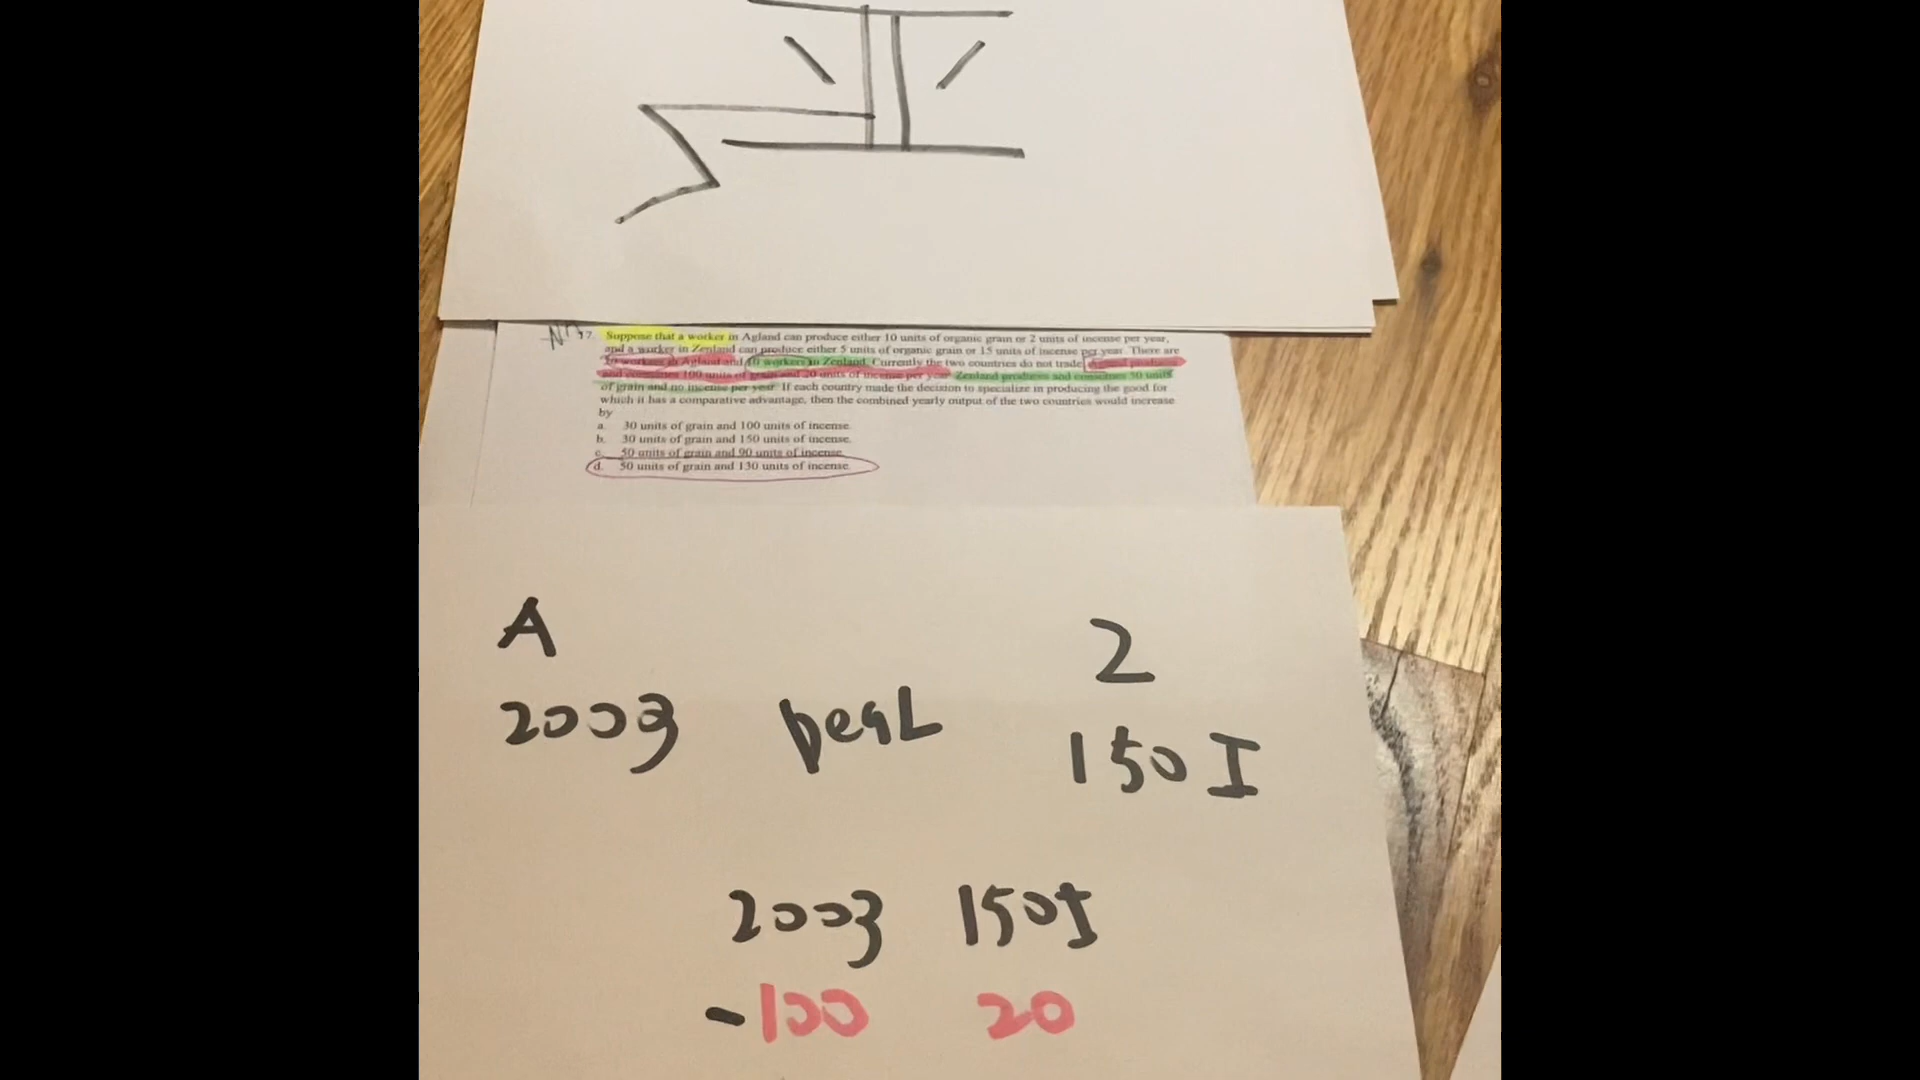 17. Suppose that a worker in Agland can produce either 10 units of organic grain or 2 units of incense per year,
and a worker in Zenland can produce either 5 units of organic grain or 15 units of incense per year. There are
20 workers in Agland and 10 workers in Zenland. Currently the two countries do not trade. Agland produces
and consumes 100 units of grain and 20 units of incense per year. Zenland produces and consumes 50 units
of grain and no incense per year. If each country made the decision to specialize in producing the good for
which it has a comparative advantage, then the combined yearly output of the two countries would increase
by
a. 30 units of grain and 100 units of incense.
b. 30 units of grain and 150 units of incense.
c. 50 units of grain and 90 units of incense.
d. 50 units of grain and 130 units of incense.
A 2
200g 150 I
200g 150I
-100 20